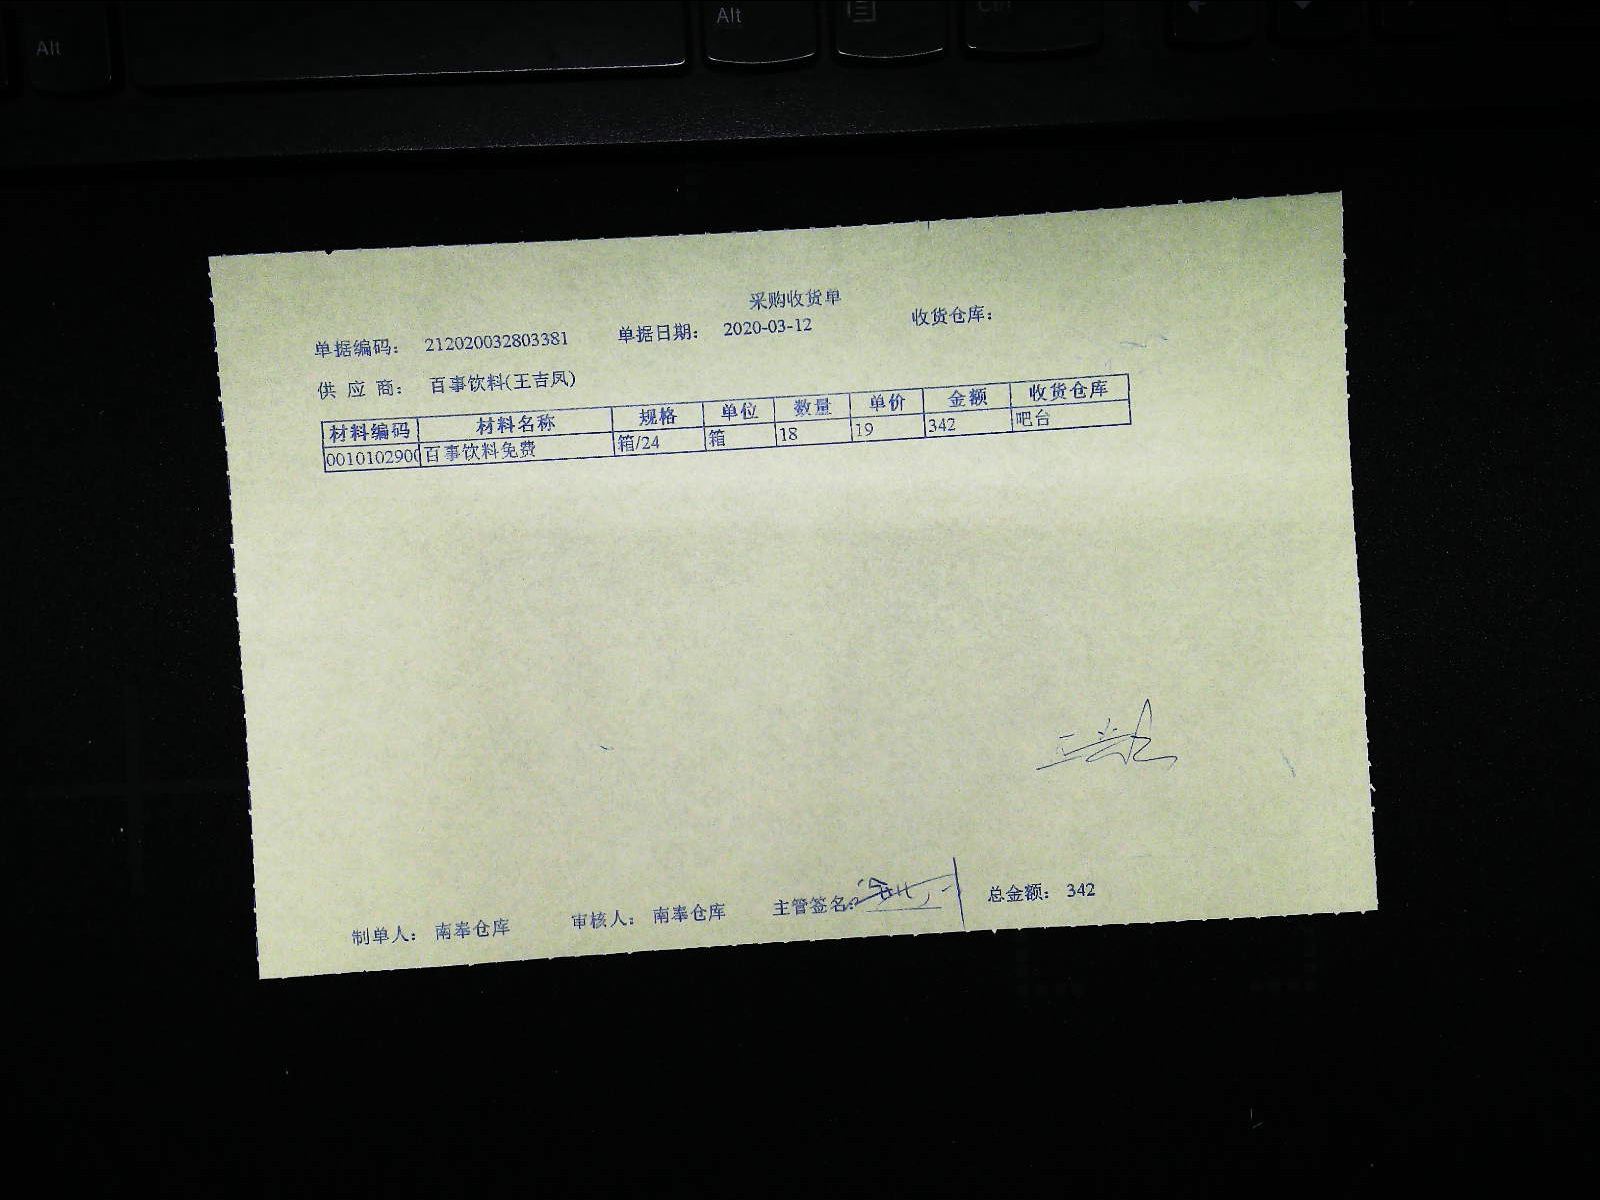 Alt
Alt
Ctrl
采购收货单
单据编码： 212020032803381 单据日期： 2020-03-12 收货仓库：
供 应 商： 百事饮料(王吉凤)
材料编码 材料名称 规格 单位 数量 单价 金额 收货仓库
0010102900 百事饮料免费 箱/24 箱 18 19 342 吧台
制单人： 南奉仓库 审核人： 南奉仓库 主管签名： 总金额： 342